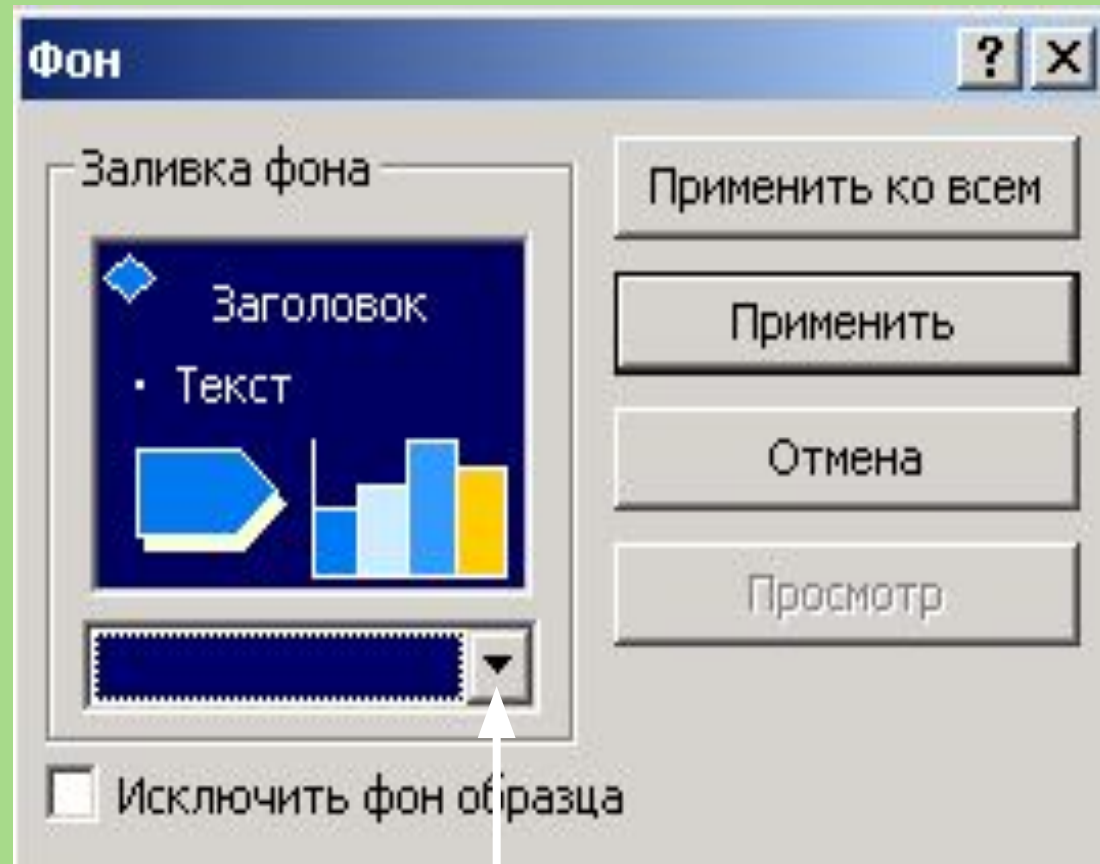 Фон
Заливка фона
Заголовок
· Текст
Исключить фон образца
Применить ко всем
Применить
Отмена
Просмотр